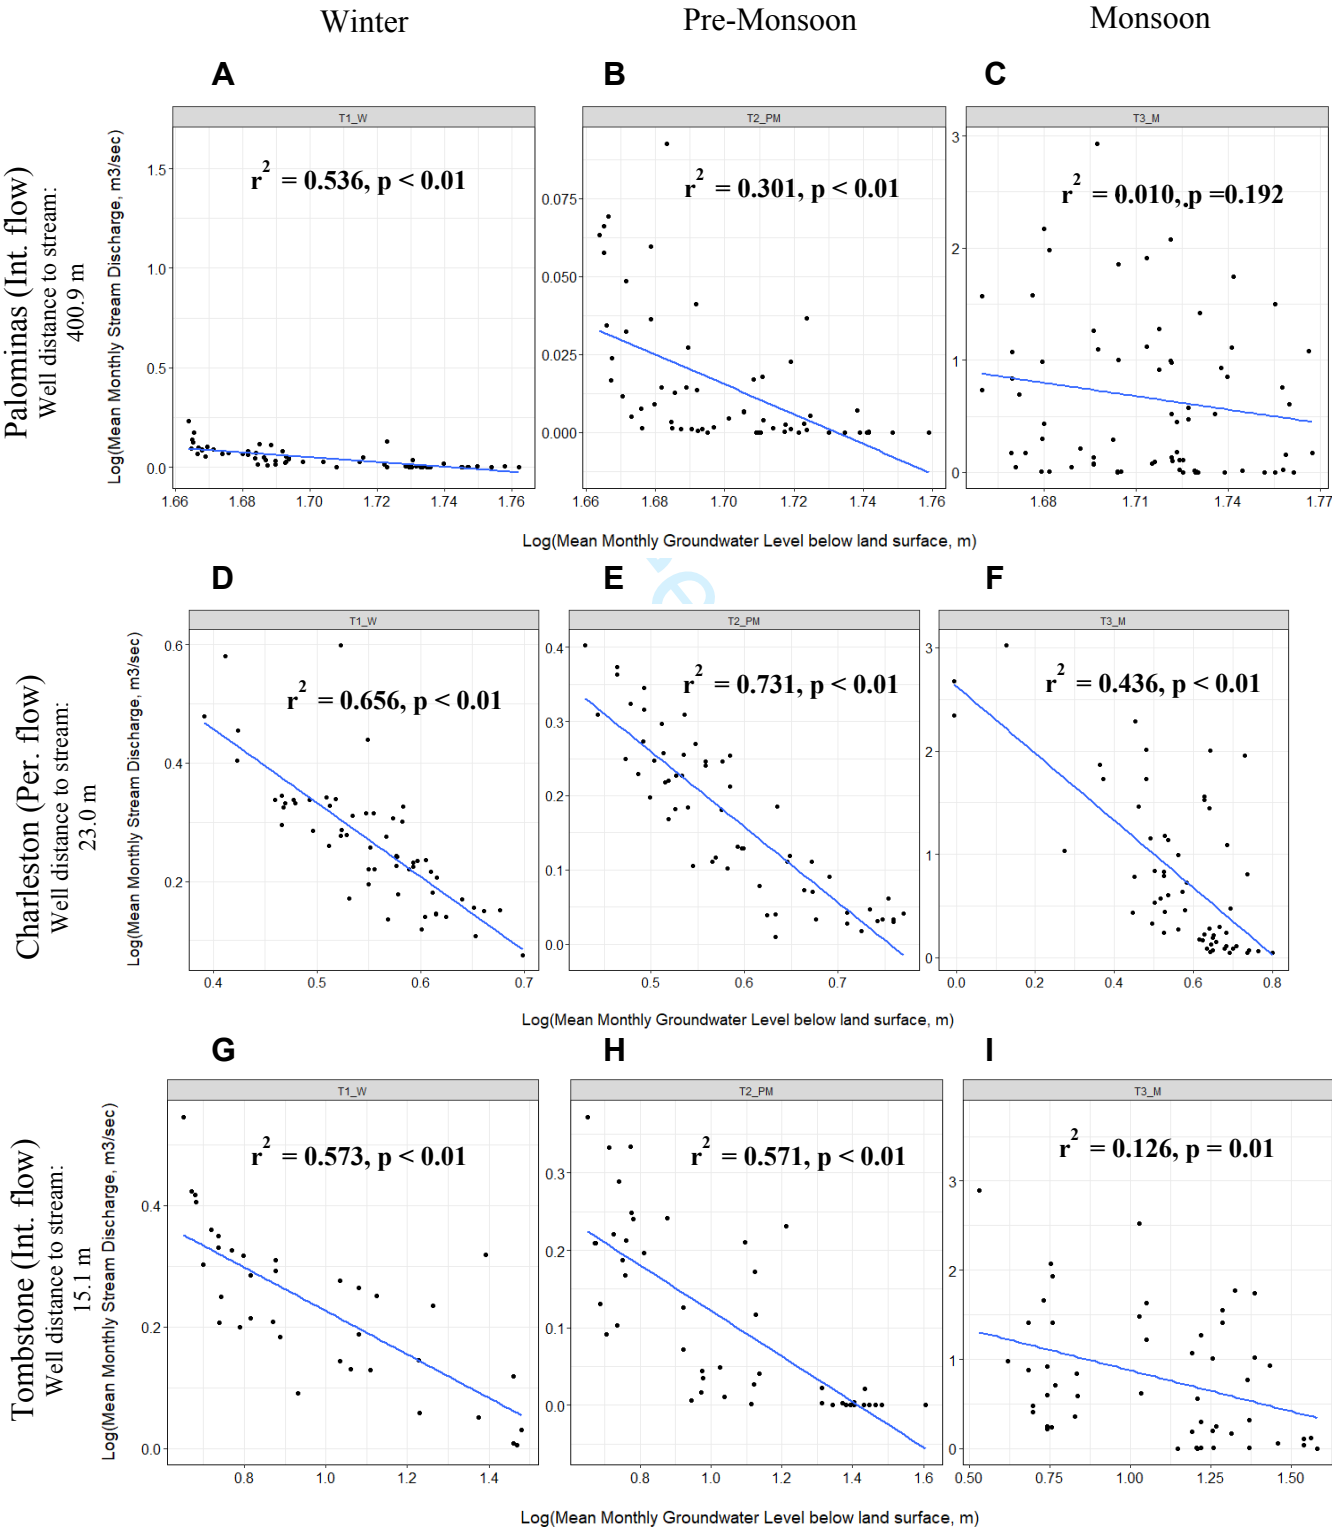 Winter Pre-Monsoon Monsoon
A B C
T1_W T2_PM T3_M
Palominas (Int. flow)
Well distance to stream:
400.9 m
Log(Mean Monthly Stream Discharge, m3/sec)
r² = 0.536, p < 0.01
r² = 0.301, p < 0.01
r² = 0.010, p =0.192
1.5
1.0
0.5
0.0
0.075
0.050
0.025
0.000
3
2
1
0
1.66 1.68 1.70 1.72 1.74 1.76
1.66 1.68 1.70 1.72 1.74 1.76
1.68 1.71 1.74 1.77
Log(Mean Monthly Groundwater Level below land surface, m)
D E F
T1_W T2_PM T3_M
Charleston (Per. flow)
Well distance to stream:
23.0 m
Log(Mean Monthly Stream Discharge, m3/sec)
r² = 0.656, p < 0.01
r² = 0.731, p < 0.01
r² = 0.436, p < 0.01
0.6
0.4
0.2
0.4
0.3
0.2
0.1
0.0
3
2
1
0
0.4 0.5 0.6 0.7
0.5 0.6 0.7
0.0 0.2 0.4 0.6 0.8
Log(Mean Monthly Groundwater Level below land surface, m)
G H I
T1_W T2_PM T3_M
Tombstone (Int. flow)
Well distance to stream:
15.1 m
Log(Mean Monthly Stream Discharge, m3/sec)
r² = 0.573, p < 0.01
r² = 0.571, p < 0.01
r² = 0.126, p = 0.01
0.4
0.2
0.0
0.3
0.2
0.1
0.0
3
2
1
0
0.8 1.0 1.2 1.4
0.8 1.0 1.2 1.4 1.6
0.50 0.75 1.00 1.25 1.50
Log(Mean Monthly Groundwater Level below land surface, m)